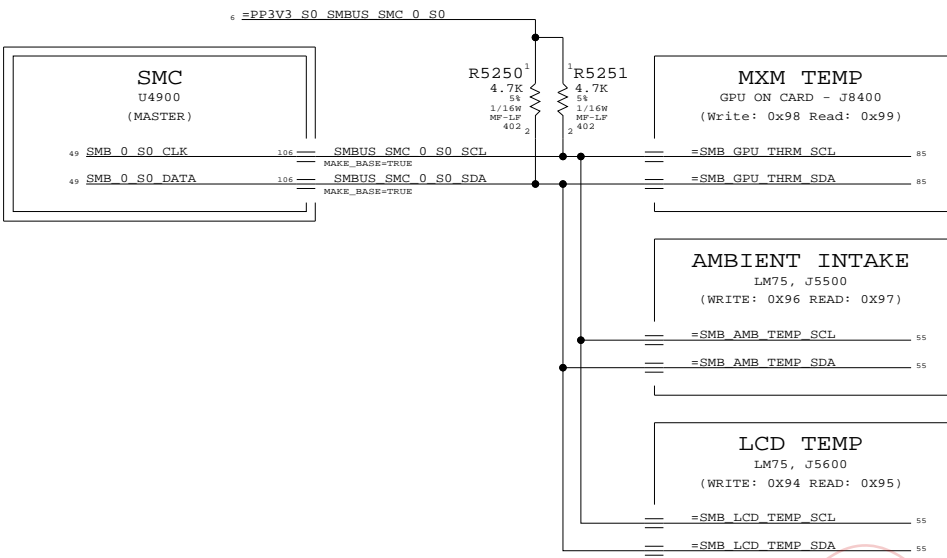 6 =PP3V3_S0_SMBUS_SMC_0_S0
SMC
U4900
(MASTER)
49 SMB_0_S0_CLK
106 SMBUS_SMC_0_S0_SCL
MAKE_BASE=TRUE
49 SMB_0_S0_DATA
106 SMBUS_SMC_0_S0_SDA
MAKE_BASE=TRUE
R5250 1
4.7K
5%
1/16W
MF-LF
402 2
1 R5251
4.7K
5%
1/16W
MF-LF
2 402
MXM TEMP
GPU ON CARD - J8400
(Write: 0x98 Read: 0x99)
=SMB_GPU_THRM_SCL 85
=SMB_GPU_THRM_SDA 85
AMBIENT INTAKE
LM75, J5500
(WRITE: 0X96 READ: 0X97)
=SMB_AMB_TEMP_SCL 55
=SMB_AMB_TEMP_SDA 55
LCD TEMP
LM75, J5600
(WRITE: 0X94 READ: 0X95)
=SMB_LCD_TEMP_SCL 55
=SMB_LCD_TEMP_SDA 55